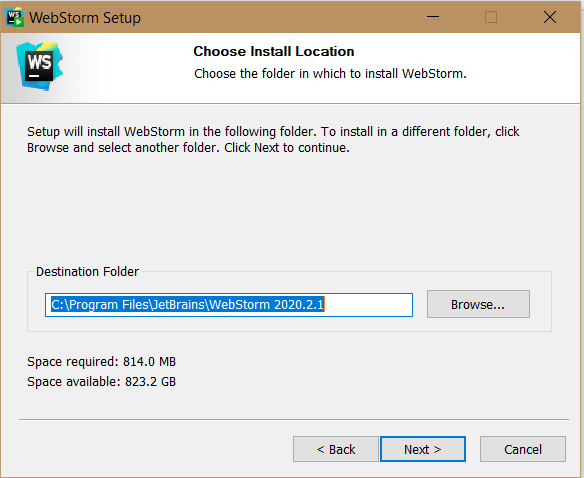 WS WebStorm Setup
WS
Choose Install Location
Choose the folder in which to install WebStorm.
Setup will install WebStorm in the following folder. To install in a different folder, click
Browse and select another folder. Click Next to continue.
Destination Folder
C:\Program Files\JetBrains\WebStorm 2020.2.1
Browse...
Space required: 814.0 MB
Space available: 823.2 GB
< Back
Next >
Cancel